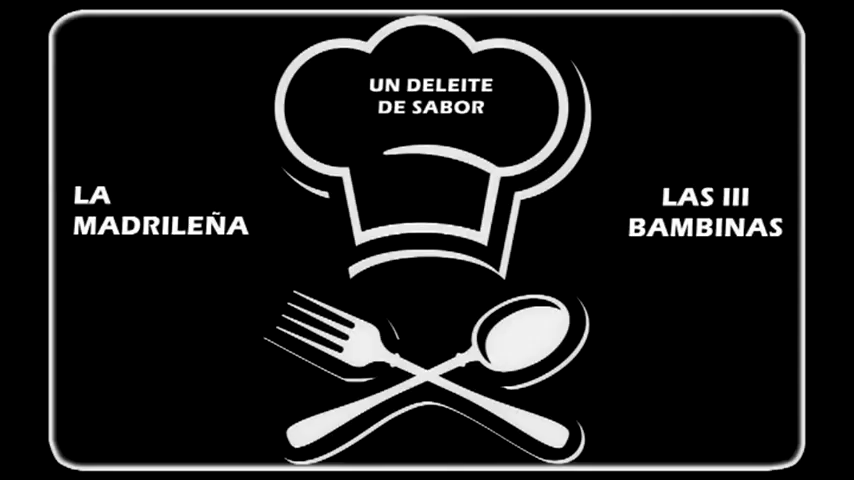 UN DELEITE
DE SABOR
LA
MADRILEÑA
LAS III
BAMBINAS